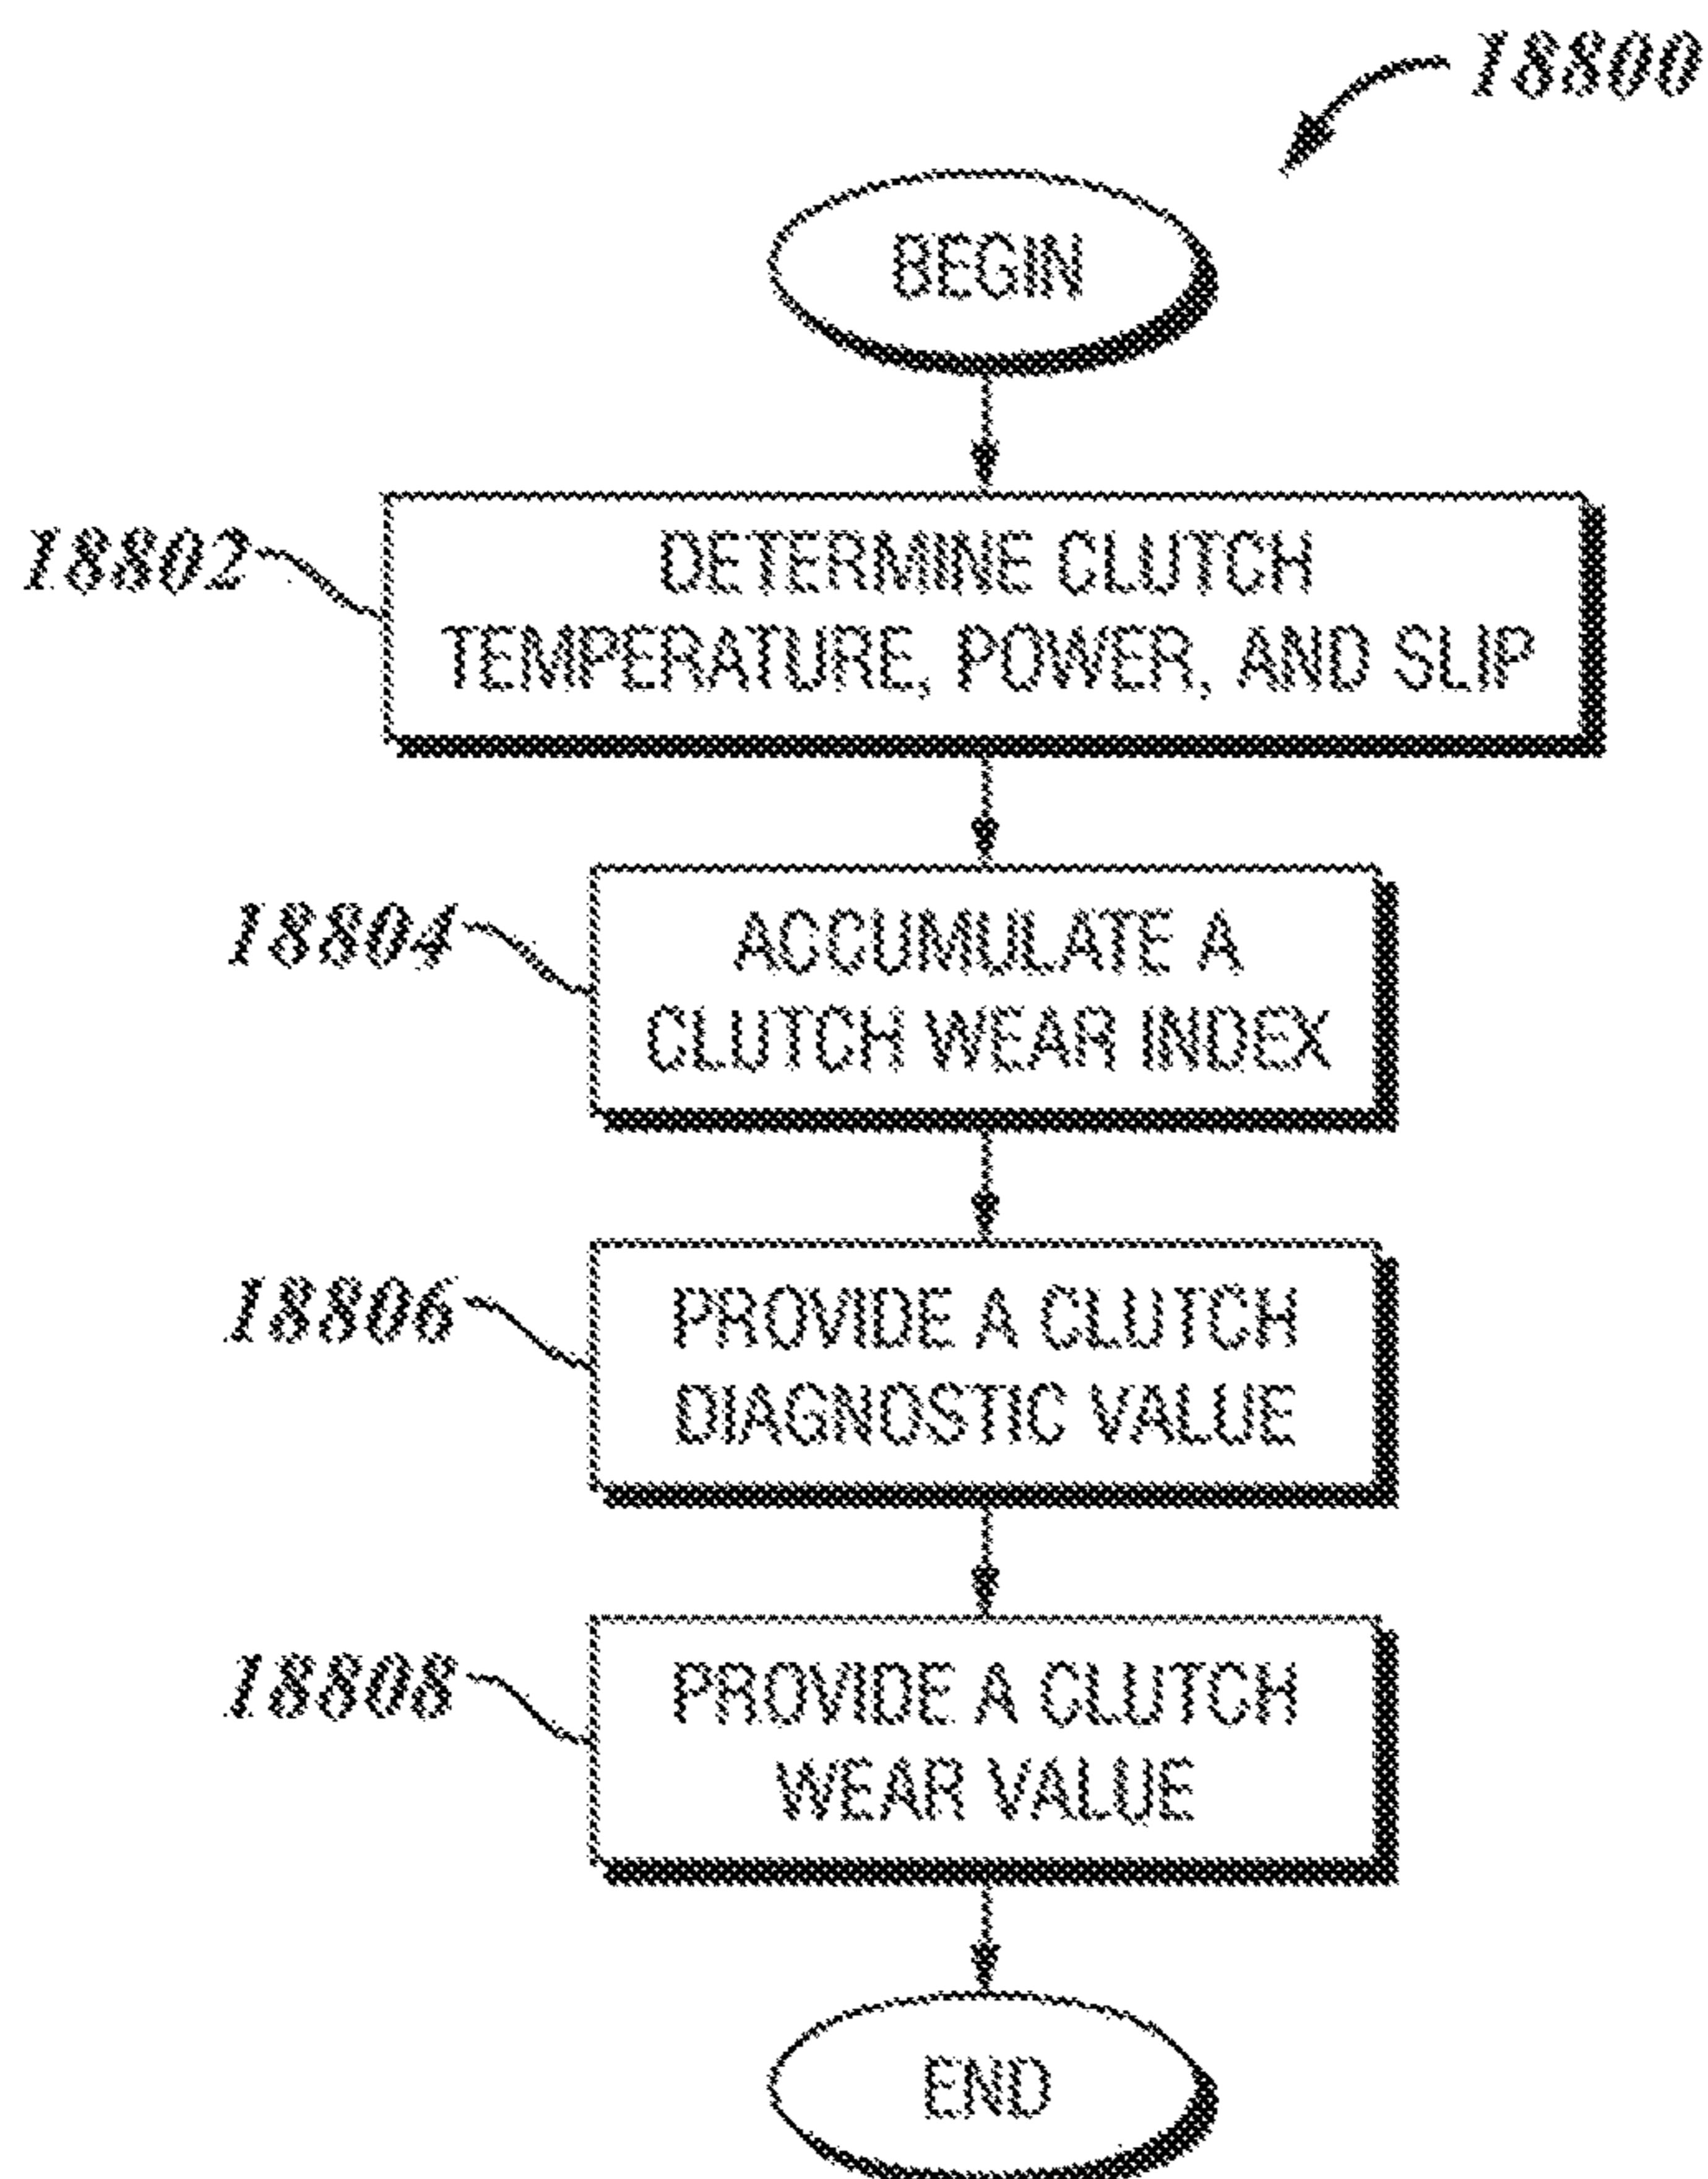 18800
BEGIN
18802
DETERMINE CLUTCH
TEMPERATURE, POWER, AND SLIP
18804
ACCUMULATE A
CLUTCH WEAR INDEX
18806
PROVIDE A CLUTCH
DIAGNOSTIC VALUE
18808
PROVIDE A CLUTCH
WEAR VALUE
END